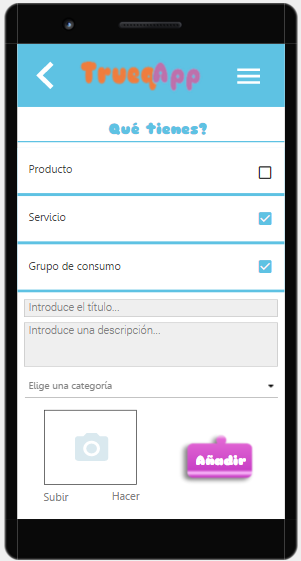 TrueqApp
Qué tienes?
Producto
Servicio
Grupo de consumo
Introduce el título...
Introduce una descripción...
Elige una categoría
Añadir
Subir Hacer